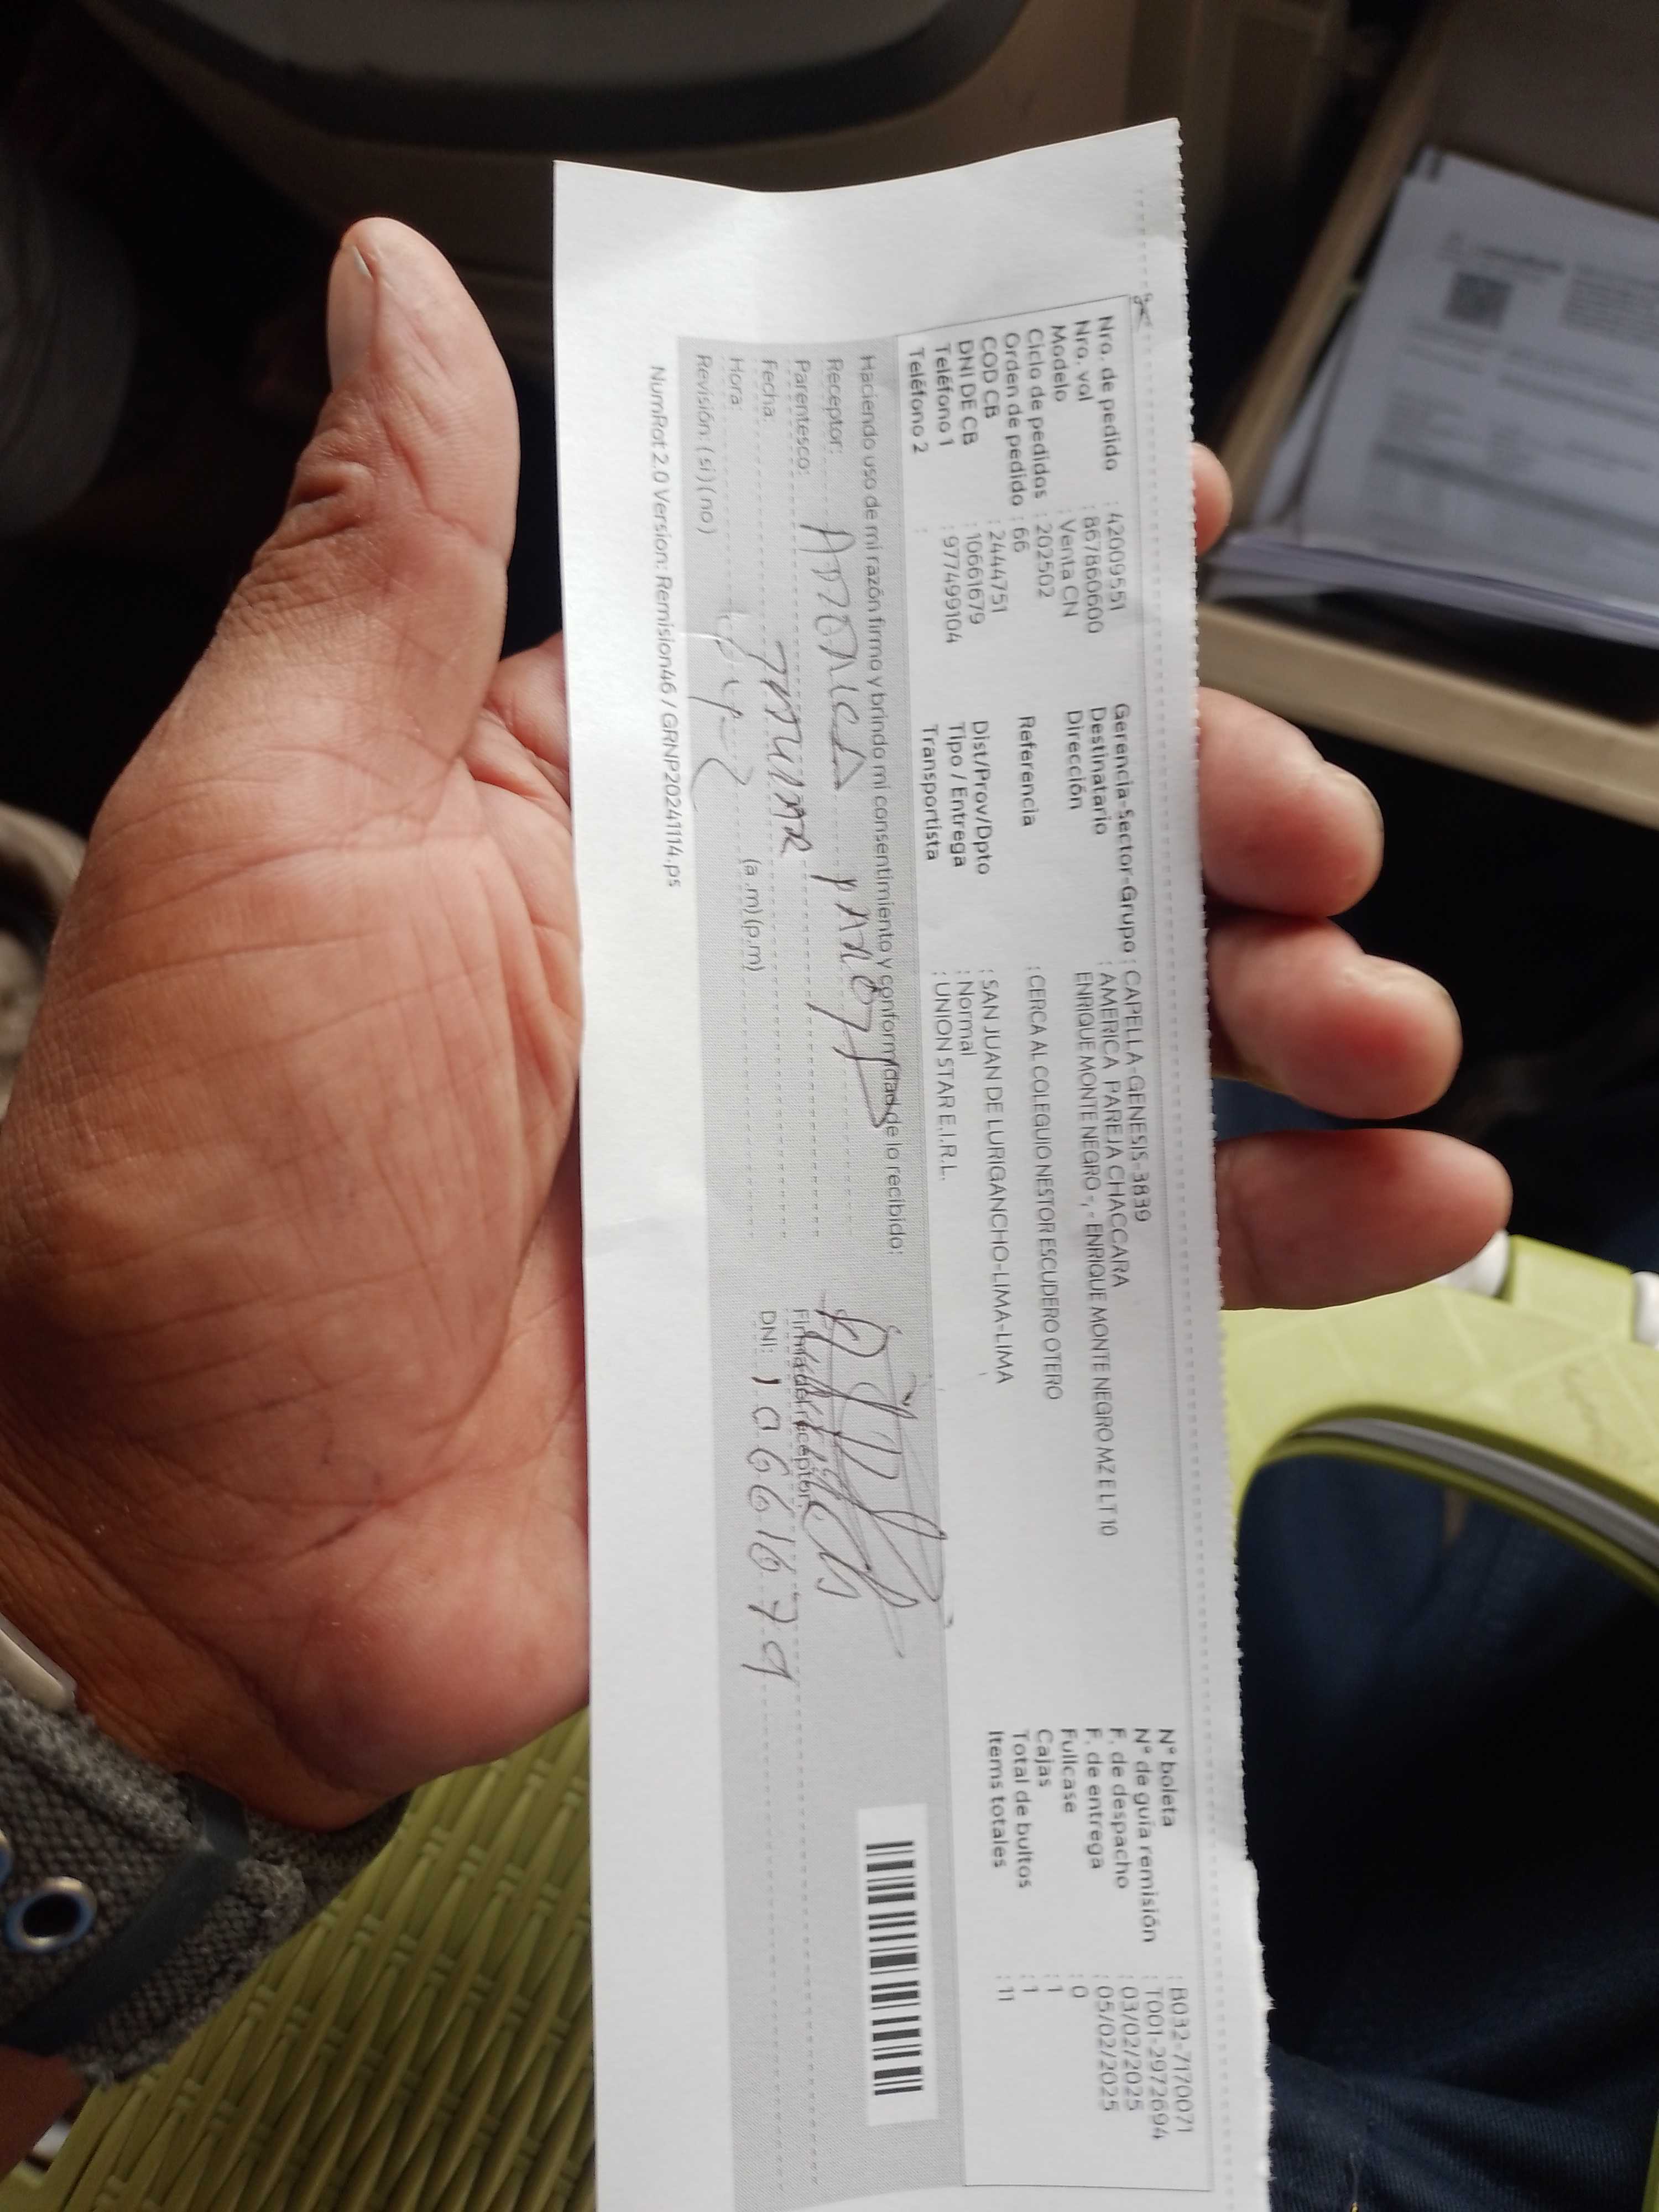 Nro. de pedido : 42009551
Nro. vol : 867860600
Modelo : Venta CN
Ciclo de pedidos : 202502
Orden de pedido : 66
COD CB : 2444751
DNI DE CB : 10661679
Teléfono 1 : 977499104
Teléfono 2 :
Gerencia-Sector-Grupo : CAPELLA-GENESIS-3839
Destinatario : AMERICA PAREJA CHACCARA
Dirección ENRIQUE MONTE NEGRO -, - ENRIQUE MONTE NEGRO MZ E LT 10
Referencia : CERCA AL COLEGUIO NESTOR ESCUDERO OTERO
Dist/Prov/Dpto : SAN JUAN DE LURIGANCHO-LIMA-LIMA
Tipo / Entrega : Normal
Transportista : UNION STAR E.I.R.L.
N° boleta : B032-7170071
N° de guía remisión : T001-2972694
F. de despacho : 03/02/2025
F. de entrega : 05/02/2025
Fullcase : 0
Cajas : 1
Total de bultos : 1
Items totales : 11
Haciendo uso de mi razón firmo y brindo mi consentimiento y conformidad de lo recibido:
Receptor:
Parentesco:
Fecha:
Hora: (a.m) (p.m)
Revisión: (si) (no)
Firma del receptor:
DNI: 10661679
NumRot 2.0 Version: Remision46 / GRNP20241114.ps